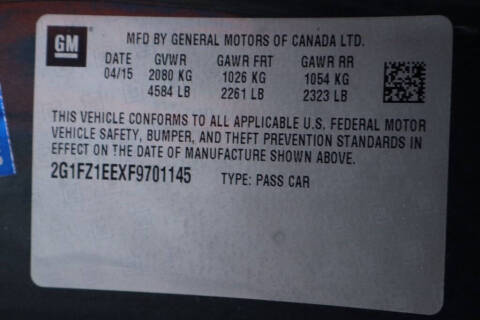 GM
MFD BY GENERAL MOTORS OF CANADA LTD.
DATE GVWR GAWR FRT GAWR RR
04/15 2080 KG 1026 KG 1054 KG
4584 LB 2261 LB 2323 LB
THIS VEHICLE CONFORMS TO ALL APPLICABLE U.S. FEDERAL MOTOR
VEHICLE SAFETY, BUMPER, AND THEFT PREVENTION STANDARDS IN
EFFECT ON THE DATE OF MANUFACTURE SHOWN ABOVE.
2G1FZ1EEXF9701145 TYPE: PASS CAR